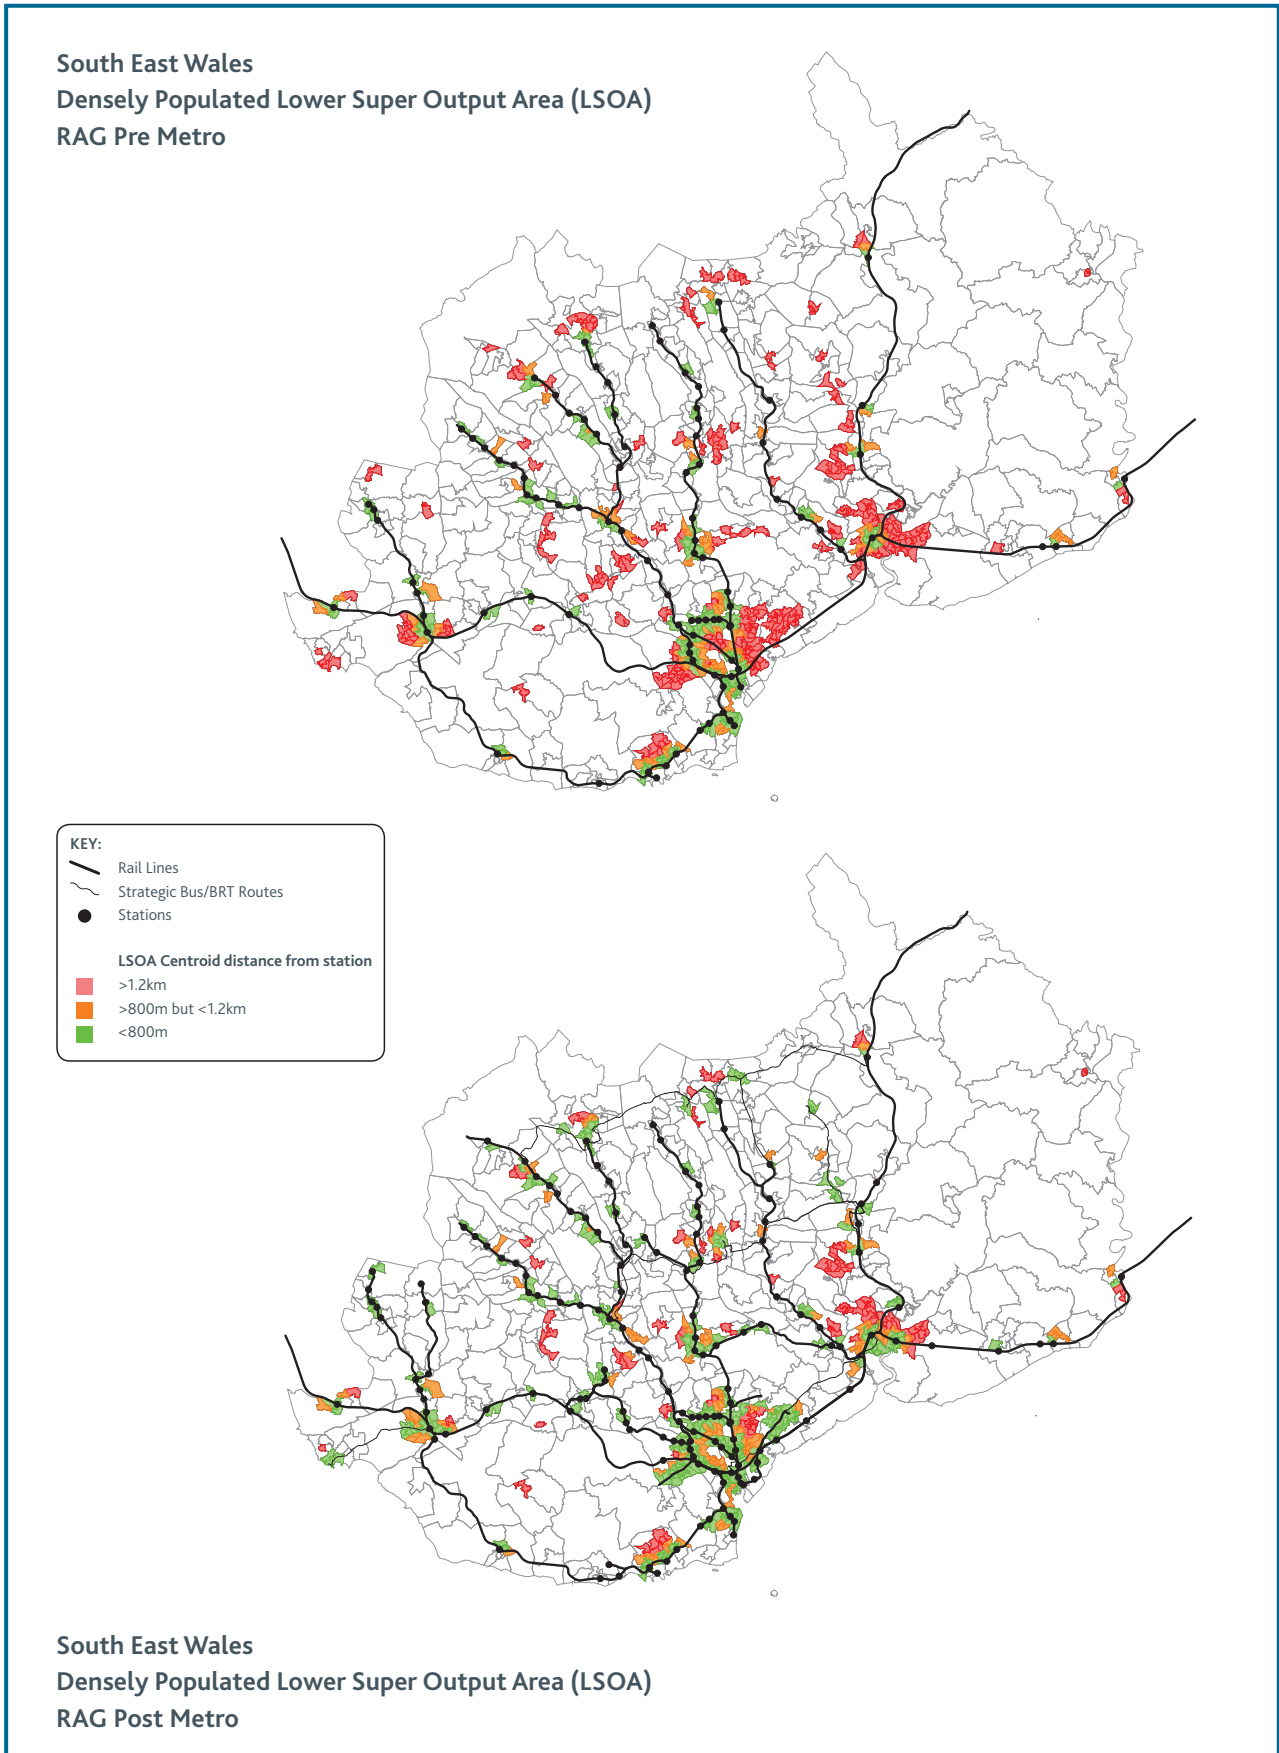 South East Wales
Densely Populated Lower Super Output Area (LSOA)
RAG Pre Metro
KEY:
Rail Lines
Strategic Bus/BRT Routes
Stations
LSOA Centroid distance from station
>1.2km
>800m but <1.2km
<800m
South East Wales
Densely Populated Lower Super Output Area (LSOA)
RAG Post Metro